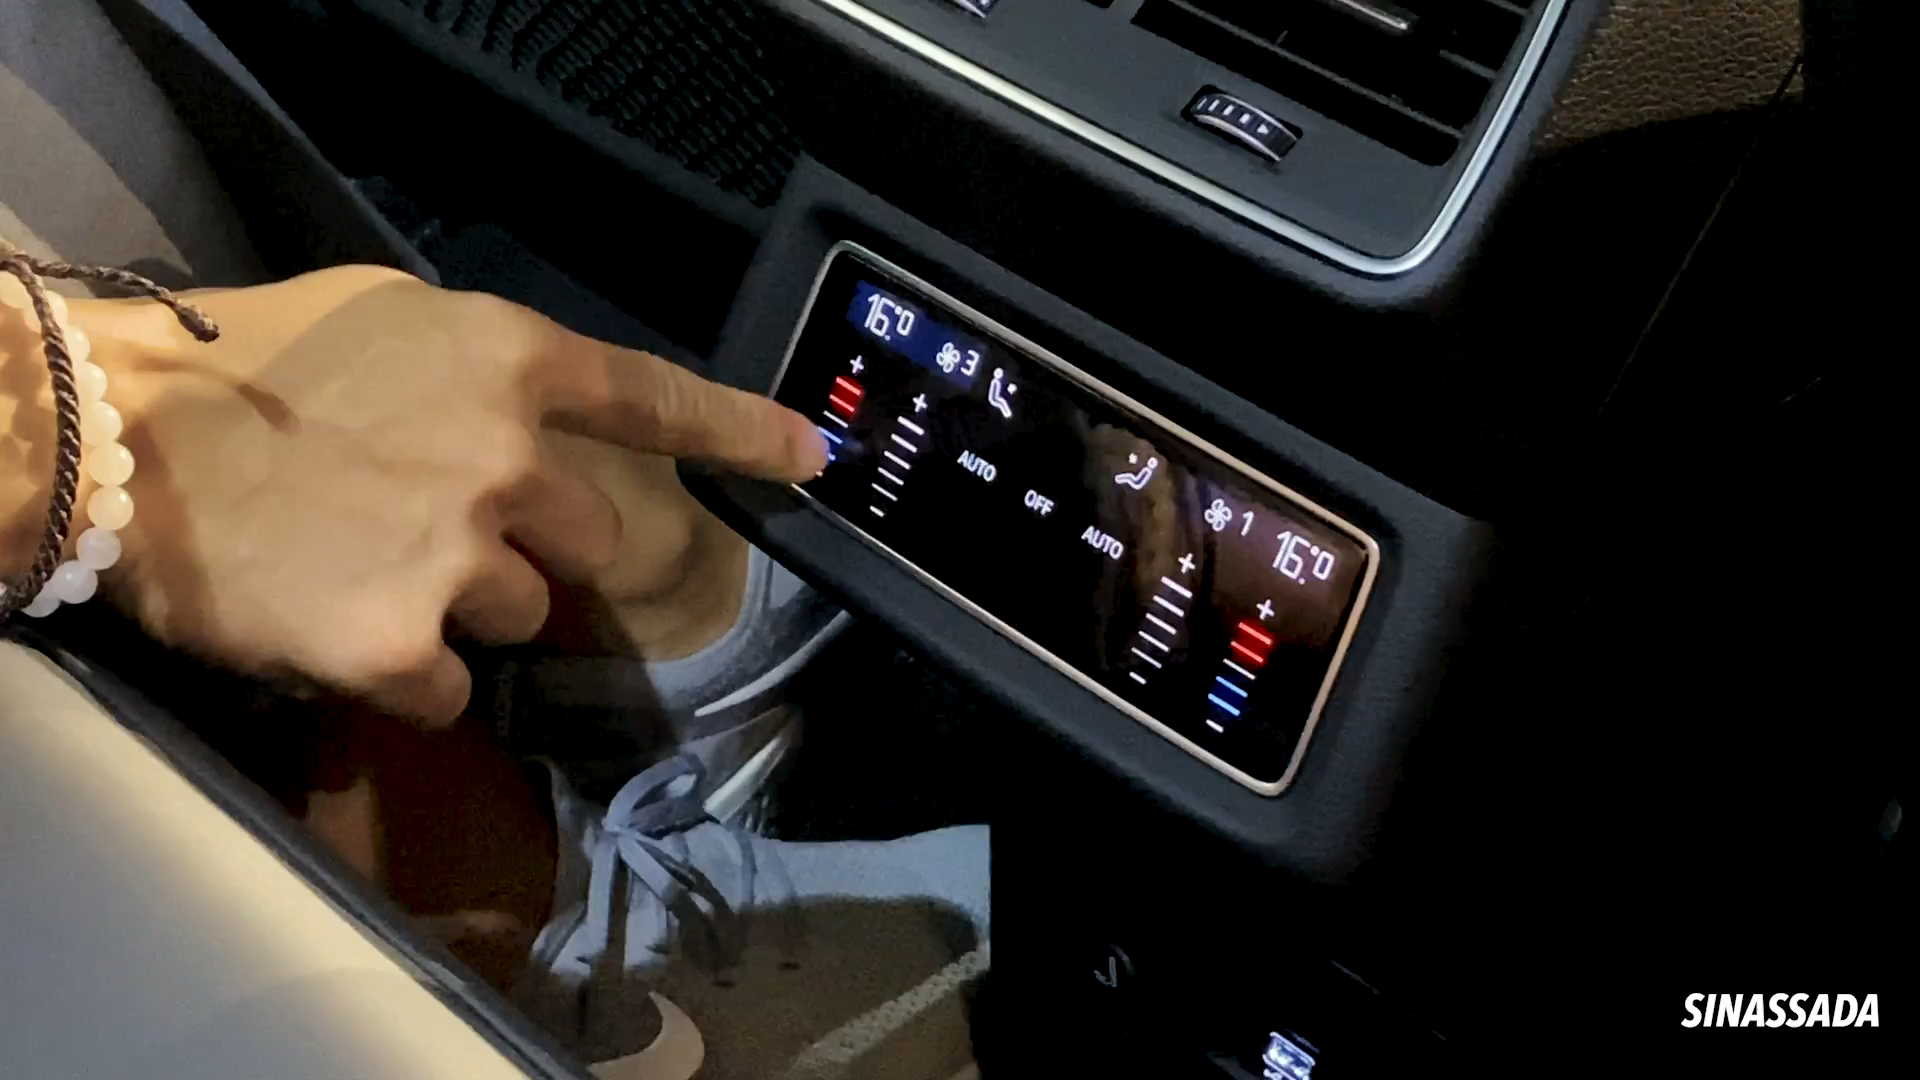 16.0
3
+
+
AUTO
OFF
AUTO
1
16.0
+
+
SINASSADA